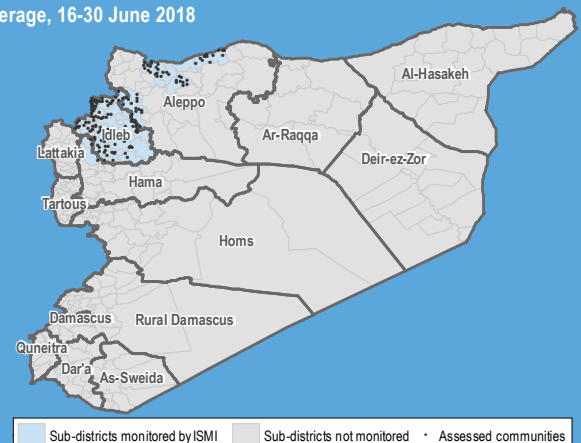 erage, 16-30 June 2018
Al-Hasakeh
Aleppo
Ar-Raqqa
Idleb
Lattakia
Deir-ez-Zor
Hama
Tartous
Homs
Damascus
Rural Damascus
Quneitra
Dar'a
As-Sweida
Sub-districts monitored by ISMI Sub-districts not monitored Assessed communities